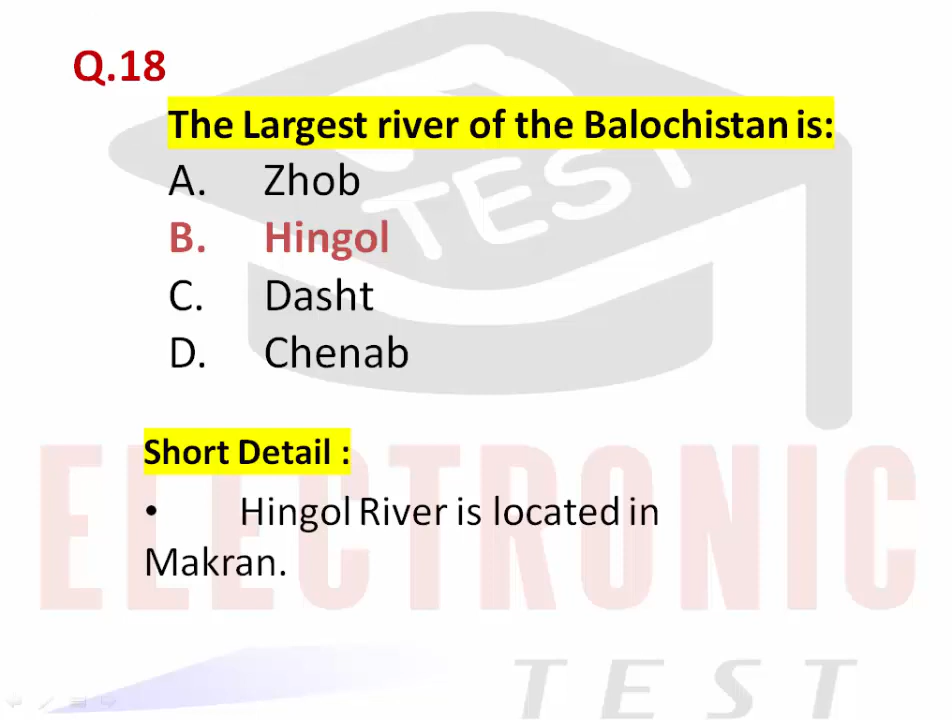 Q.18
The Largest river of the Balochistan is:
A. Zhob
B. Hingol
C. Dasht
D. Chenab
Short Detail :
• Hingol River is located in
Makran.
TEST
ELECTRONIC
TEST